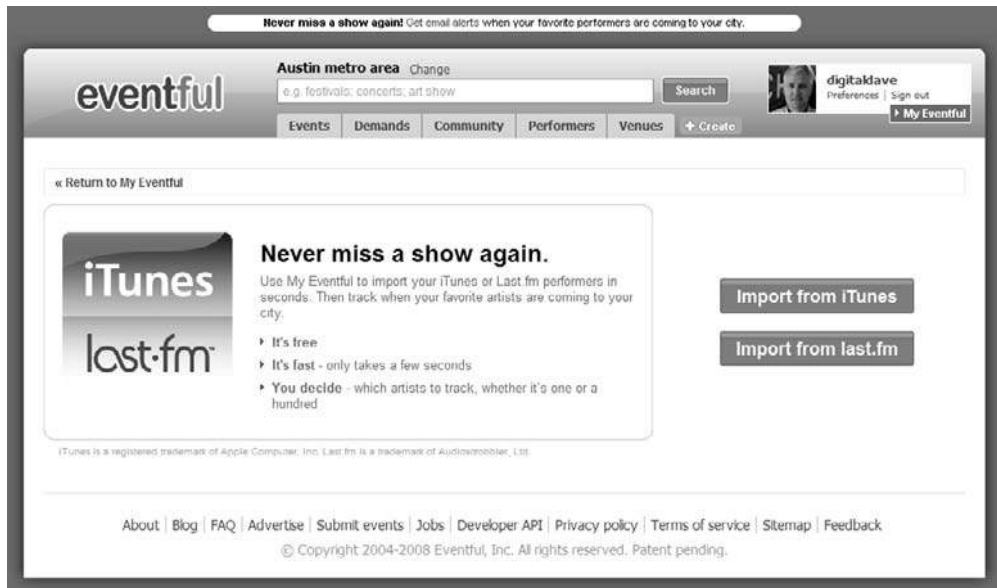 Never miss a show again! Get email alerts when your favorite performers are coming to your city.
eventful
Austin metro area Change
e.g. festivals; concerts; art show
Search
digitaldave
Preferences | Sign out
My Eventful
Events Demands Community Performers Venues + Create
« Return to My Eventful
iTunes
last.fm
Never miss a show again.
Use My Eventful to import your iTunes or Last.fm performers in
seconds. Then track when your favorite artists are coming to your
city.
It's free
It's fast - only takes a few seconds
You decide - which artists to track, whether it's one or a
hundred
Import from iTunes
Import from last.fm
iTunes is a registered trademark of Apple Computer, Inc. Last.fm is a trademark of Audioscrobbler, Ltd.
About | Blog | FAQ | Advertise | Submit events | Jobs | Developer API | Privacy policy | Terms of service | Sitemap | Feedback
© Copyright 2004-2008 Eventful, Inc. All rights reserved. Patent pending.